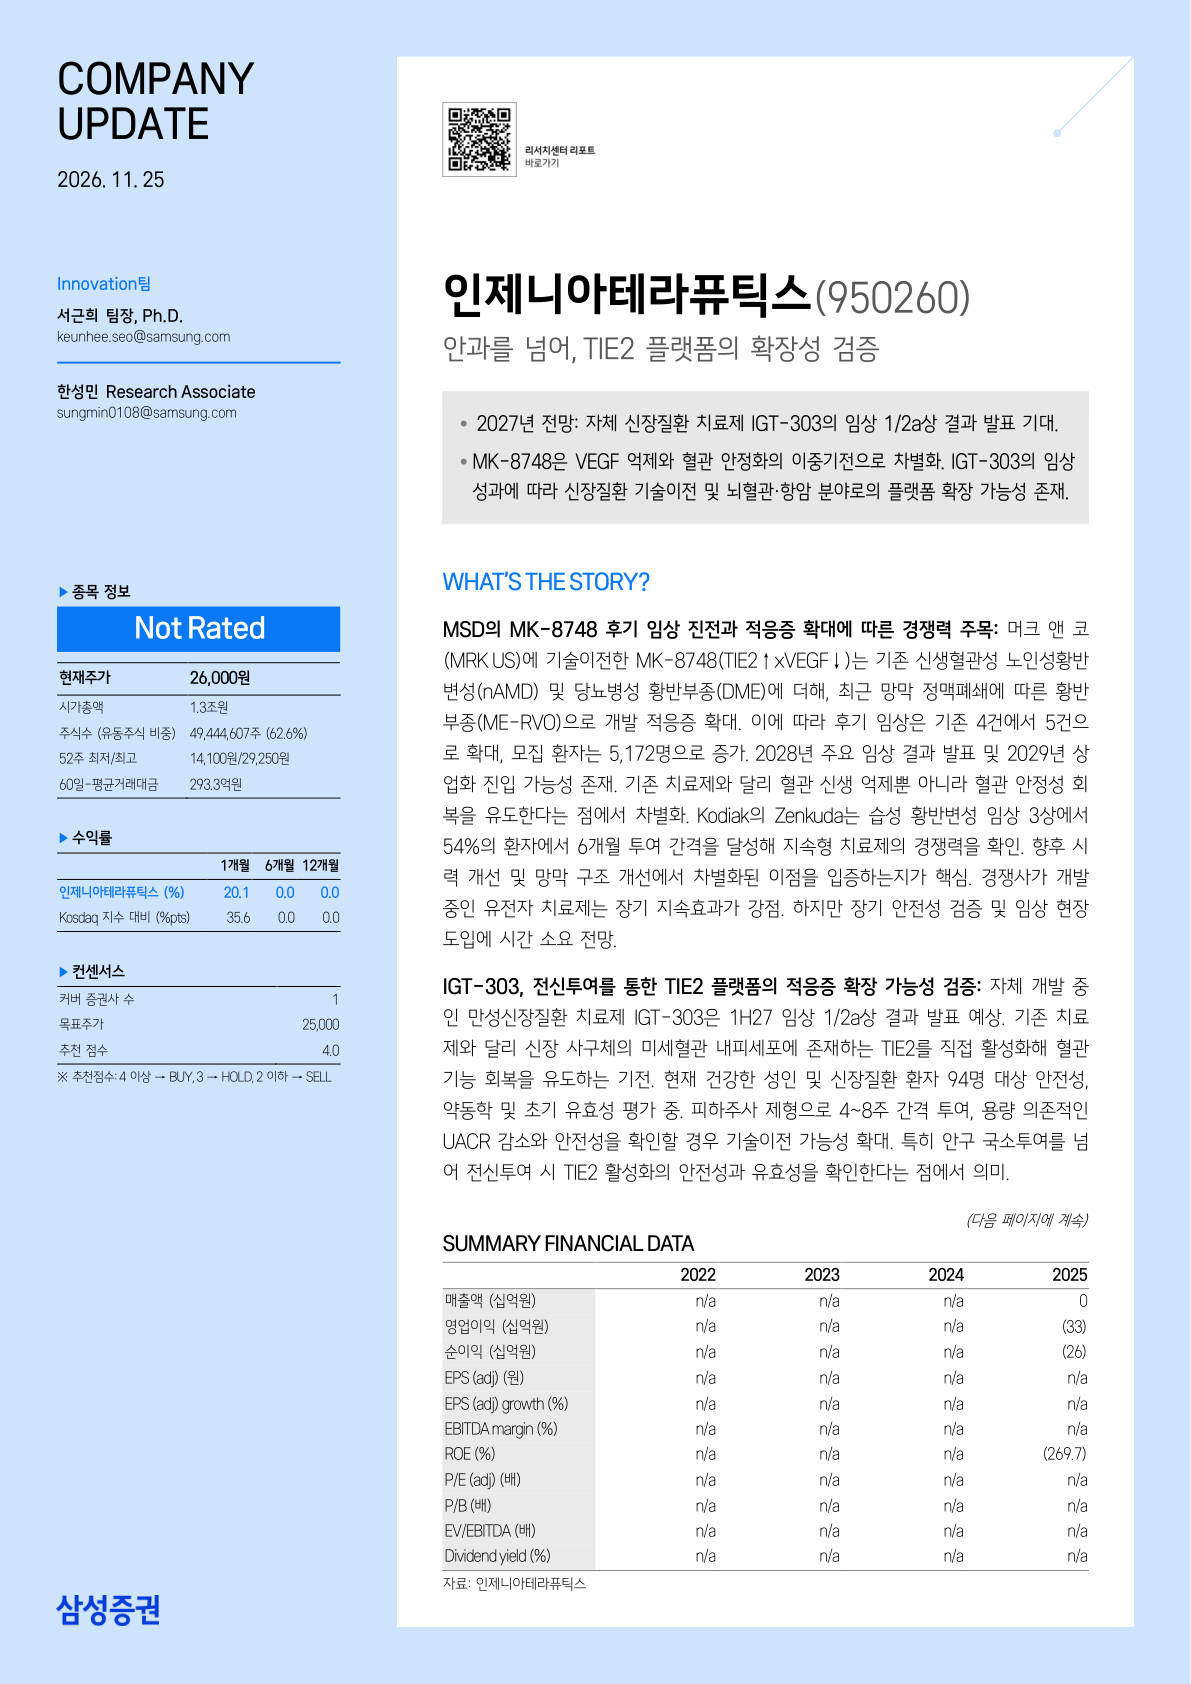 COMPANY
UPDATE
2026. 11. 25
Innovation팀
서근희 팀장, Ph.D.
keunhee.seo@samsung.com
한성민 Research Associate
sungmin0108@samsung.com
▶ 종목 정보
Not Rated
현재주가 26,000원
시가총액 1.3조원
주식수 (유동주식 비중) 49,444,607주 (62.6%)
52주 최저/최고 14,100원/29,250원
60일-평균거래대금 293.3억원
▶ 수익률
1개월 6개월 12개월
인제니아테라퓨틱스 (%) 20.1 0.0 0.0
Kosdaq 지수 대비 (%pts) 35.6 0.0 0.0
▶ 컨센서스
커버 증권사 수 1
목표주가 25,000
추천 점수 4.0
※ 추천점수: 4 이상 → BUY, 3 → HOLD, 2 이하 → SELL
삼성증권
리서치센터 리포트
바로가기
인제니아테라퓨틱스 (950260)
안과를 넘어, TIE2 플랫폼의 확장성 검증
• 2027년 전망: 자체 신장질환 치료제 IGT-303의 임상 1/2a상 결과 발표 기대.
• MK-8748은 VEGF 억제와 혈관 안정화의 이중기전으로 차별화. IGT-303의 임상
성과에 따라 신장질환 기술이전 및 뇌혈관·항암 분야로의 플랫폼 확장 가능성 존재.
WHAT'S THE STORY?
MSD의 MK-8748 후기 임상 진전과 적응증 확대에 따른 경쟁력 주목: 머크 앤 코
(MRK US)에 기술이전한 MK-8748(TIE2↑xVEGF↓)는 기존 신생혈관성 노인성황반
변성(nAMD) 및 당뇨병성 황반부종(DME)에 더해, 최근 망막 정맥폐쇄에 따른 황반
부종(ME-RVO)으로 개발 적응증 확대. 이에 따라 후기 임상은 기존 4건에서 5건으
로 확대, 모집 환자는 5,172명으로 증가. 2028년 주요 임상 결과 발표 및 2029년 상
업화 진입 가능성 존재. 기존 치료제와 달리 혈관 신생 억제뿐 아니라 혈관 안정성 회
복을 유도한다는 점에서 차별화. Kodiak의 Zenkuda는 습성 황반변성 임상 3상에서
54%의 환자에서 6개월 투여 간격을 달성해 지속형 치료제의 경쟁력을 확인. 향후 시
력 개선 및 망막 구조 개선에서 차별화된 이점을 입증하는지가 핵심. 경쟁사가 개발
중인 유전자 치료제는 장기 지속효과가 강점. 하지만 장기 안전성 검증 및 임상 현장
도입에 시간 소요 전망.
IGT-303, 전신투여를 통한 TIE2 플랫폼의 적응증 확장 가능성 검증: 자체 개발 중
인 만성신장질환 치료제 IGT-303은 1H27 임상 1/2a상 결과 발표 예상. 기존 치료
제와 달리 신장 사구체의 미세혈관 내피세포에 존재하는 TIE2를 직접 활성화해 혈관
기능 회복을 유도하는 기전. 현재 건강한 성인 및 신장질환 환자 94명 대상 안전성,
약동학 및 초기 유효성 평가 중. 피하주사 제형으로 4~8주 간격 투여, 용량 의존적인
UACR 감소와 안전성을 확인할 경우 기술이전 가능성 확대. 특히 안구 국소투여를 넘
어 전신투여 시 TIE2 활성화의 안전성과 유효성을 확인한다는 점에서 의미.
(다음 페이지에 계속)
SUMMARY FINANCIAL DATA
2022 2023 2024 2025
매출액 (십억원) n/a n/a n/a 0
영업이익 (십억원) n/a n/a n/a (33)
순이익 (십억원) n/a n/a n/a (26)
EPS (adj) (원) n/a n/a n/a n/a
EPS (adj) growth (%) n/a n/a n/a n/a
EBITDA margin (%) n/a n/a n/a n/a
ROE (%) n/a n/a n/a (269.7)
P/E (adj) (배) n/a n/a n/a n/a
P/B (배) n/a n/a n/a n/a
EV/EBITDA (배) n/a n/a n/a n/a
Dividend yield (%) n/a n/a n/a n/a
자료: 인제니아테라퓨틱스